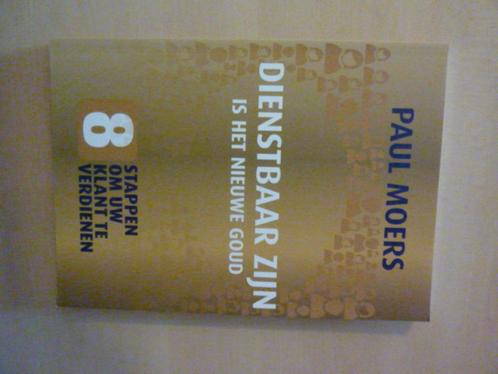 PAUL MOERS
DIENSTBAAR ZIJN
IS HET NIEUWE GOUD
8
STAPPEN
OM UW
KLANT TE
VERDIENEN